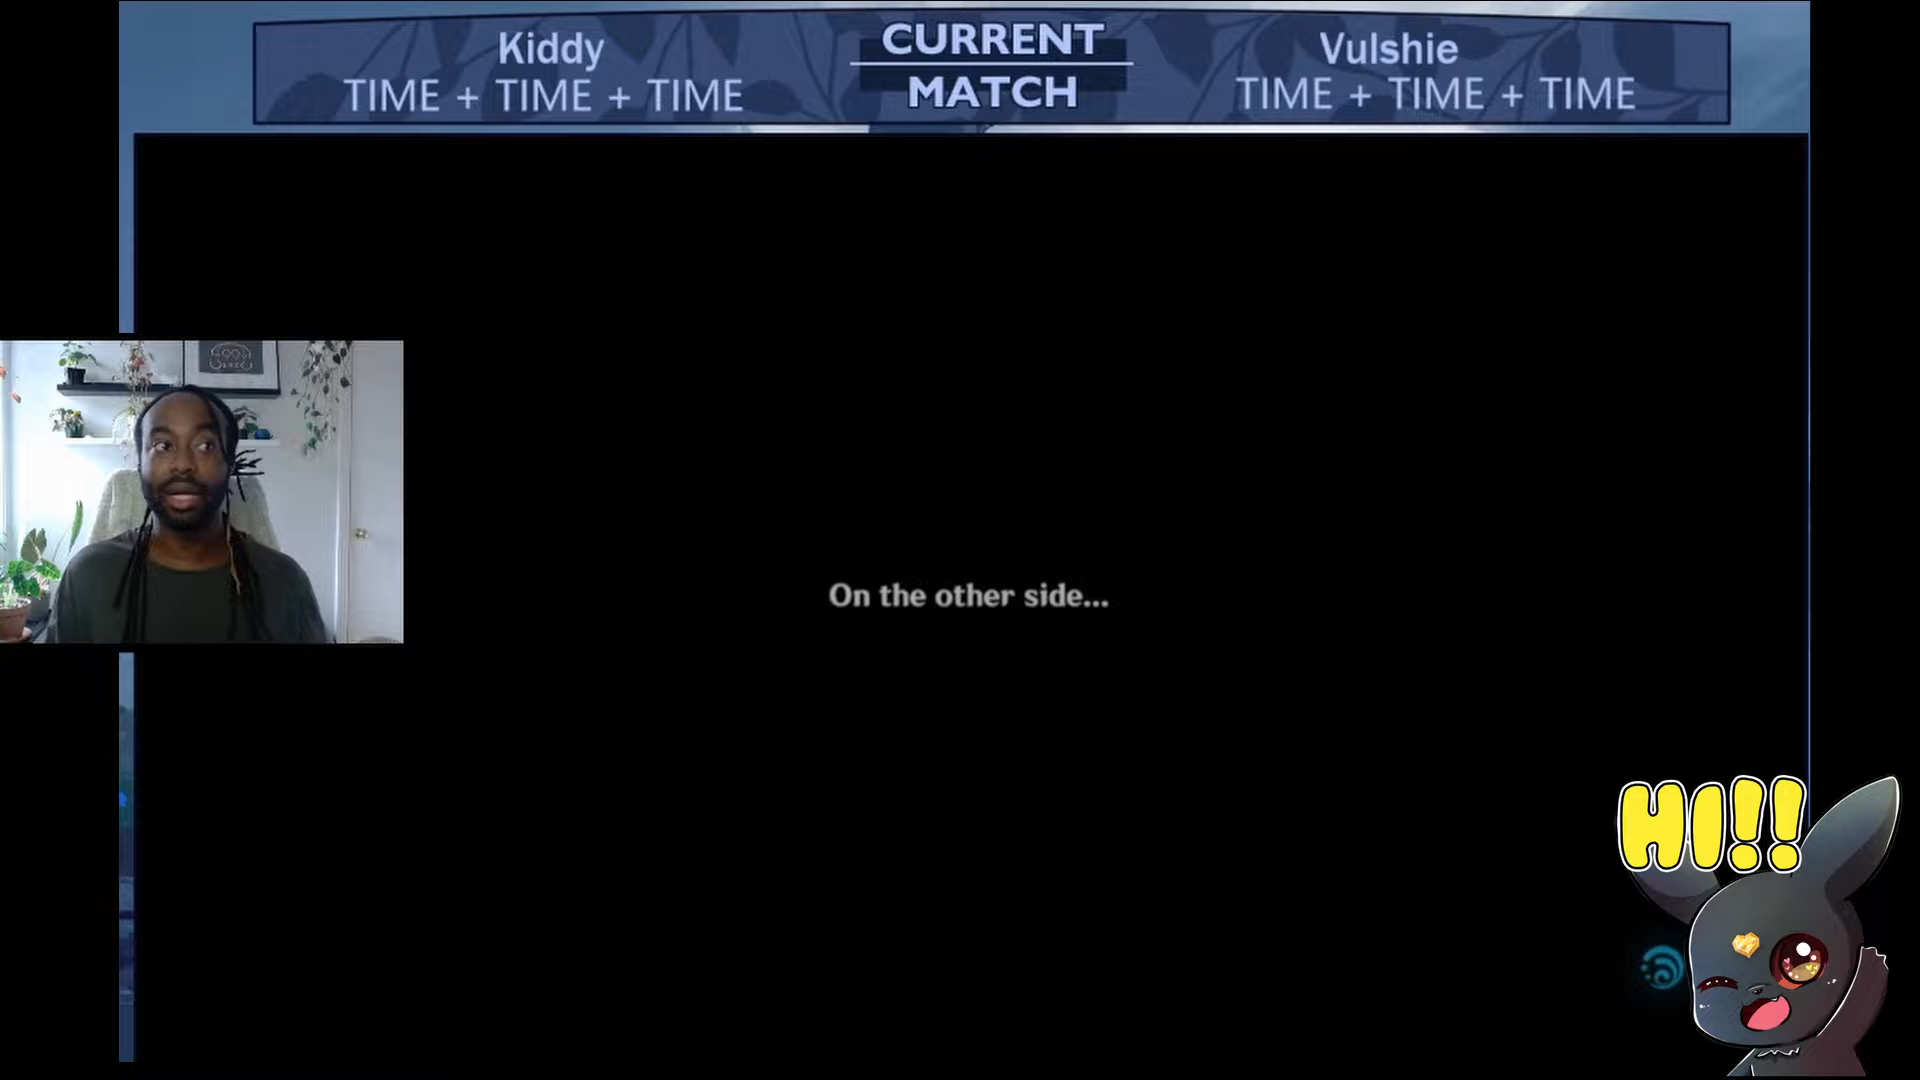 Kiddy
TIME + TIME + TIME
CURRENT
MATCH
Vulshie
TIME + TIME + TIME
On the other side...
HI!!